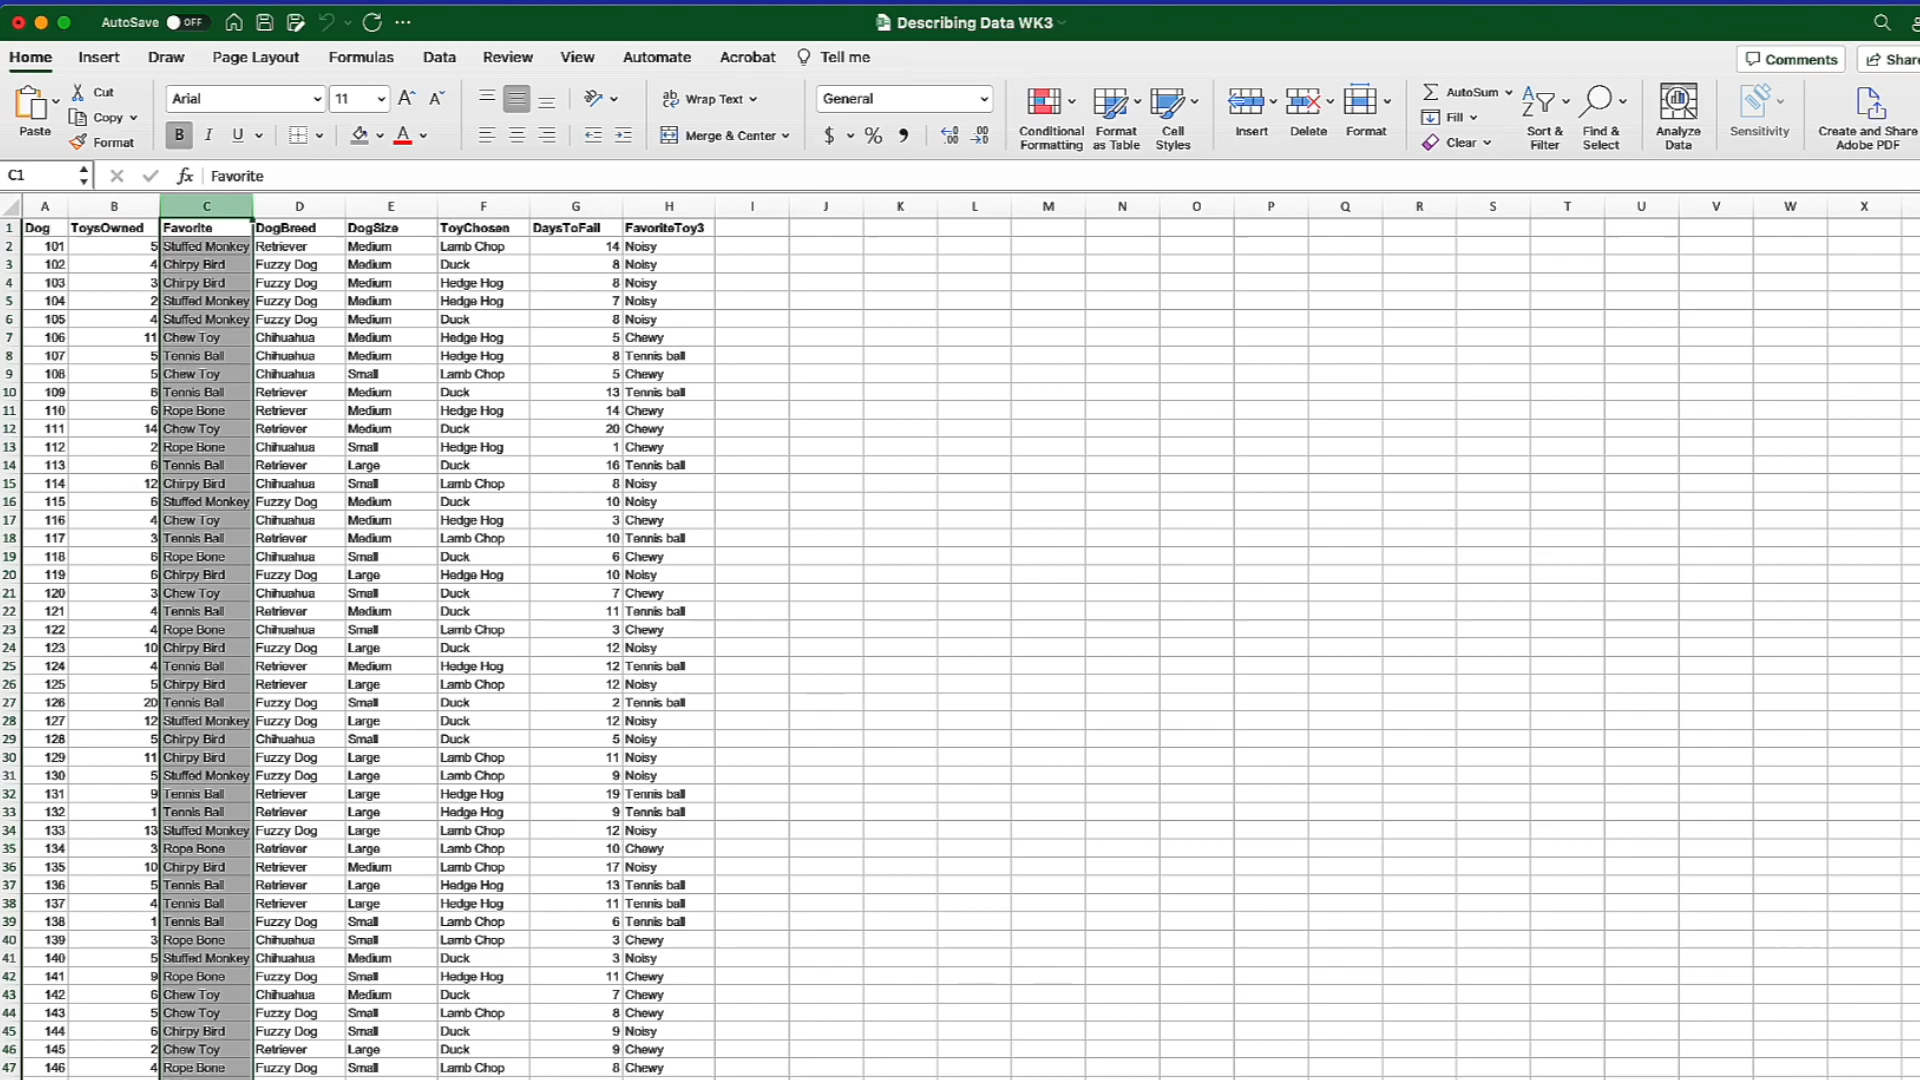 AutoSave OFF Describing Data WK3
Home Insert Draw Page Layout Formulas Data Review View Automate Acrobat Tell me Comments Share
Paste Cut Copy Format Arial 11 B I U A Wrap Text Merge & Center General $ % Conditional Formatting Format as Table Cell Styles Insert Delete Format AutoSum Fill Clear Sort & Filter Find & Select Analyze Data Sensitivity Create and Share Adobe PDF
C1 fx Favorite
A B C D E F G H I J K L M N O P Q R S T U V W X
1 Dog ToysOwned Favorite DogBreed DogSize ToyChosen DaysToFail FavoriteToy3
2 101 5 Stuffed Monkey Retriever Medium Lamb Chop 14 Noisy
3 102 4 Chirpy Bird Fuzzy Dog Medium Duck 8 Noisy
4 103 3 Chirpy Bird Fuzzy Dog Medium Hedge Hog 8 Noisy
5 104 2 Stuffed Monkey Fuzzy Dog Medium Hedge Hog 7 Noisy
6 105 4 Stuffed Monkey Fuzzy Dog Medium Duck 8 Noisy
7 106 11 Chew Toy Chihuahua Medium Hedge Hog 5 Chewy
8 107 5 Tennis Ball Chihuahua Medium Hedge Hog 8 Tennis ball
9 108 5 Chew Toy Chihuahua Small Lamb Chop 5 Chewy
10 109 6 Tennis Ball Retriever Medium Duck 13 Tennis ball
11 110 6 Rope Bone Retriever Medium Hedge Hog 14 Chewy
12 111 14 Chew Toy Retriever Medium Duck 20 Chewy
13 112 2 Rope Bone Chihuahua Small Hedge Hog 1 Chewy
14 113 6 Tennis Ball Retriever Large Duck 16 Tennis ball
15 114 12 Chirpy Bird Chihuahua Small Lamb Chop 8 Noisy
16 115 6 Stuffed Monkey Fuzzy Dog Medium Duck 10 Noisy
17 116 4 Chew Toy Chihuahua Medium Hedge Hog 3 Chewy
18 117 3 Tennis Ball Retriever Medium Lamb Chop 10 Tennis ball
19 118 6 Rope Bone Chihuahua Small Duck 6 Chewy
20 119 6 Chirpy Bird Fuzzy Dog Large Hedge Hog 10 Noisy
21 120 3 Chew Toy Chihuahua Small Duck 7 Chewy
22 121 4 Tennis Ball Retriever Medium Duck 11 Tennis ball
23 122 4 Rope Bone Chihuahua Small Lamb Chop 3 Chewy
24 123 10 Chirpy Bird Fuzzy Dog Large Duck 12 Noisy
25 124 4 Tennis Ball Retriever Medium Hedge Hog 12 Tennis ball
26 125 5 Chirpy Bird Retriever Large Lamb Chop 12 Noisy
27 126 20 Tennis Ball Fuzzy Dog Small Duck 2 Tennis ball
28 127 12 Stuffed Monkey Fuzzy Dog Large Duck 12 Noisy
29 128 5 Chirpy Bird Chihuahua Small Duck 5 Noisy
30 129 11 Chirpy Bird Fuzzy Dog Large Lamb Chop 11 Noisy
31 130 5 Stuffed Monkey Fuzzy Dog Large Lamb Chop 9 Noisy
32 131 9 Tennis Ball Retriever Large Hedge Hog 19 Tennis ball
33 132 1 Tennis Ball Retriever Large Hedge Hog 9 Tennis ball
34 133 13 Stuffed Monkey Fuzzy Dog Large Lamb Chop 12 Noisy
35 134 3 Rope Bone Retriever Large Lamb Chop 10 Chewy
36 135 10 Chirpy Bird Retriever Medium Lamb Chop 17 Noisy
37 136 5 Tennis Ball Retriever Large Hedge Hog 13 Tennis ball
38 137 4 Tennis Ball Retriever Large Hedge Hog 11 Tennis ball
39 138 1 Tennis Ball Fuzzy Dog Small Lamb Chop 6 Tennis ball
40 139 3 Rope Bone Chihuahua Small Lamb Chop 3 Chewy
41 140 5 Stuffed Monkey Chihuahua Medium Duck 3 Noisy
42 141 9 Rope Bone Fuzzy Dog Small Hedge Hog 11 Chewy
43 142 6 Chew Toy Chihuahua Medium Duck 7 Chewy
44 143 5 Chew Toy Fuzzy Dog Small Lamb Chop 8 Chewy
45 144 6 Chirpy Bird Fuzzy Dog Small Duck 9 Noisy
46 145 2 Chew Toy Retriever Large Duck 9 Chewy
47 146 4 Rope Bone Fuzzy Dog Small Lamb Chop 8 Chewy